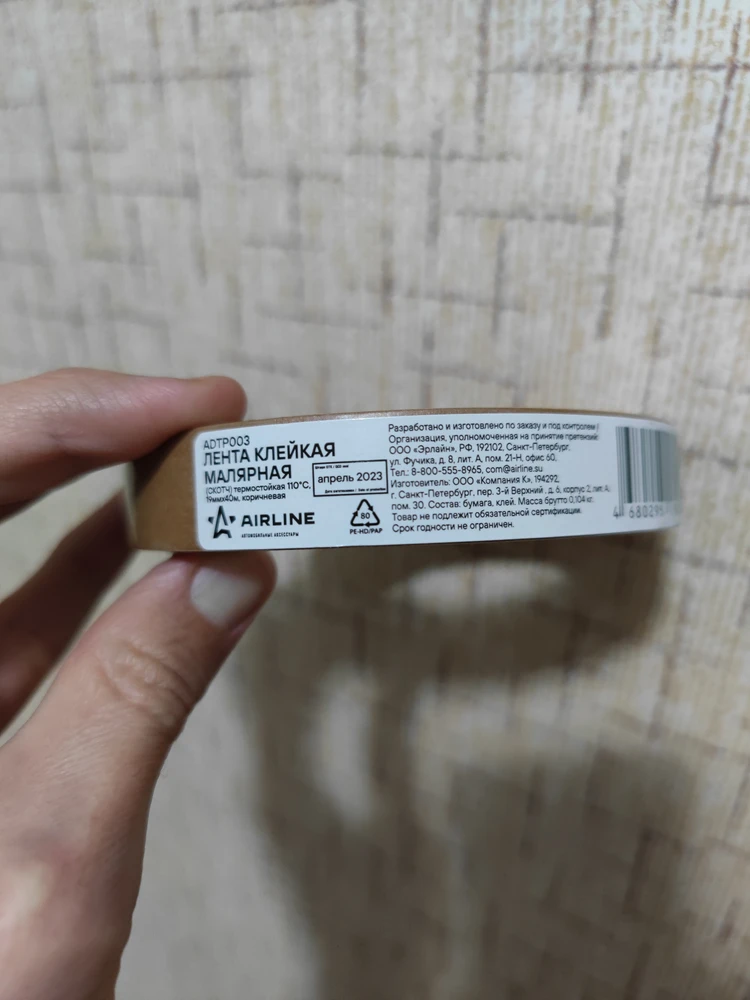 ADTP003
ЛЕНТА КЛЕЙКАЯ
МАЛЯРНАЯ
(СКОТЧ) термостойкая 110°С,
19ммх40м, коричневая
AIRLINE
АВТОМОБИЛЬНЫЕ АКСЕССУАРЫ
апрель 2023
80
PE-HD/PAP
Разработано и изготовлено по заказу и под контролем
Организация, уполномоченная на принятие претензий:
ООО «Эрлайн», РФ, 192102, Санкт-Петербург,
ул. Фучика, д. 8, лит. А, пом. 21-Н, офис 60,
Тел.: 8-800-555-8965, com@airline.su
Изготовитель: ООО «Компания К», 194292,
г. Санкт-Петербург, пер. 3-й Верхний , д. 6, корпус 2, лит. А,
пом. 30. Состав: бумага, клей. Масса брутто 0,104 кг.
Товар не подлежит обязательной сертификации.
Срок годности не ограничен.
4 680295